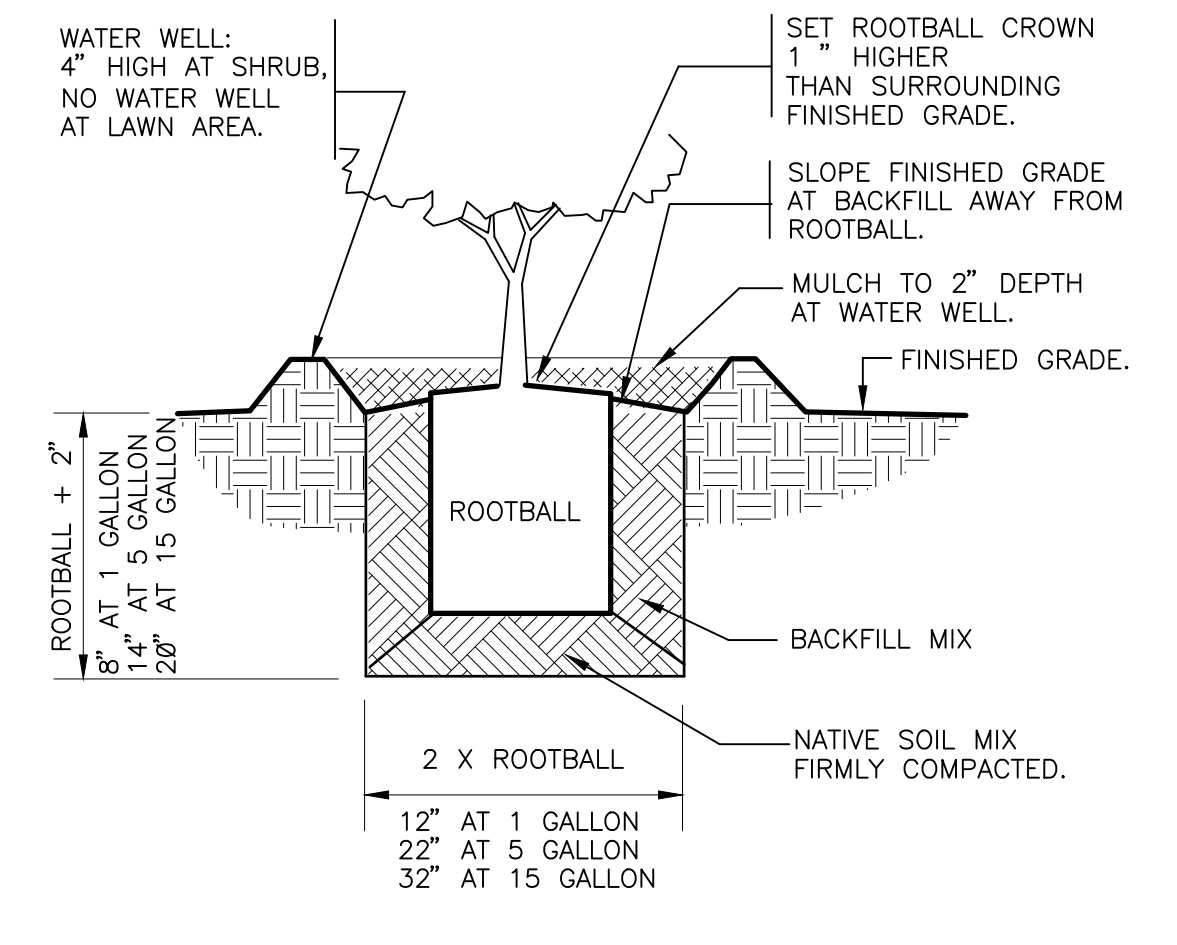 WATER WELL:
4” HIGH AT SHRUB,
NO WATER WELL
AT LAWN AREA.
SET ROOTBALL CROWN
1 ” HIGHER
THAN SURROUNDING
FINISHED GRADE.
SLOPE FINISHED GRADE
AT BACKFILL AWAY FROM
ROOTBALL.
MULCH TO 2” DEPTH
AT WATER WELL.
FINISHED GRADE.
ROOTBALL + 2”
8” AT 1 GALLON
14” AT 5 GALLON
20” AT 15 GALLON
ROOTBALL
BACKFILL MIX
NATIVE SOIL MIX
FIRMLY COMPACTED.
2 X ROOTBALL
12” AT 1 GALLON
22” AT 5 GALLON
32” AT 15 GALLON